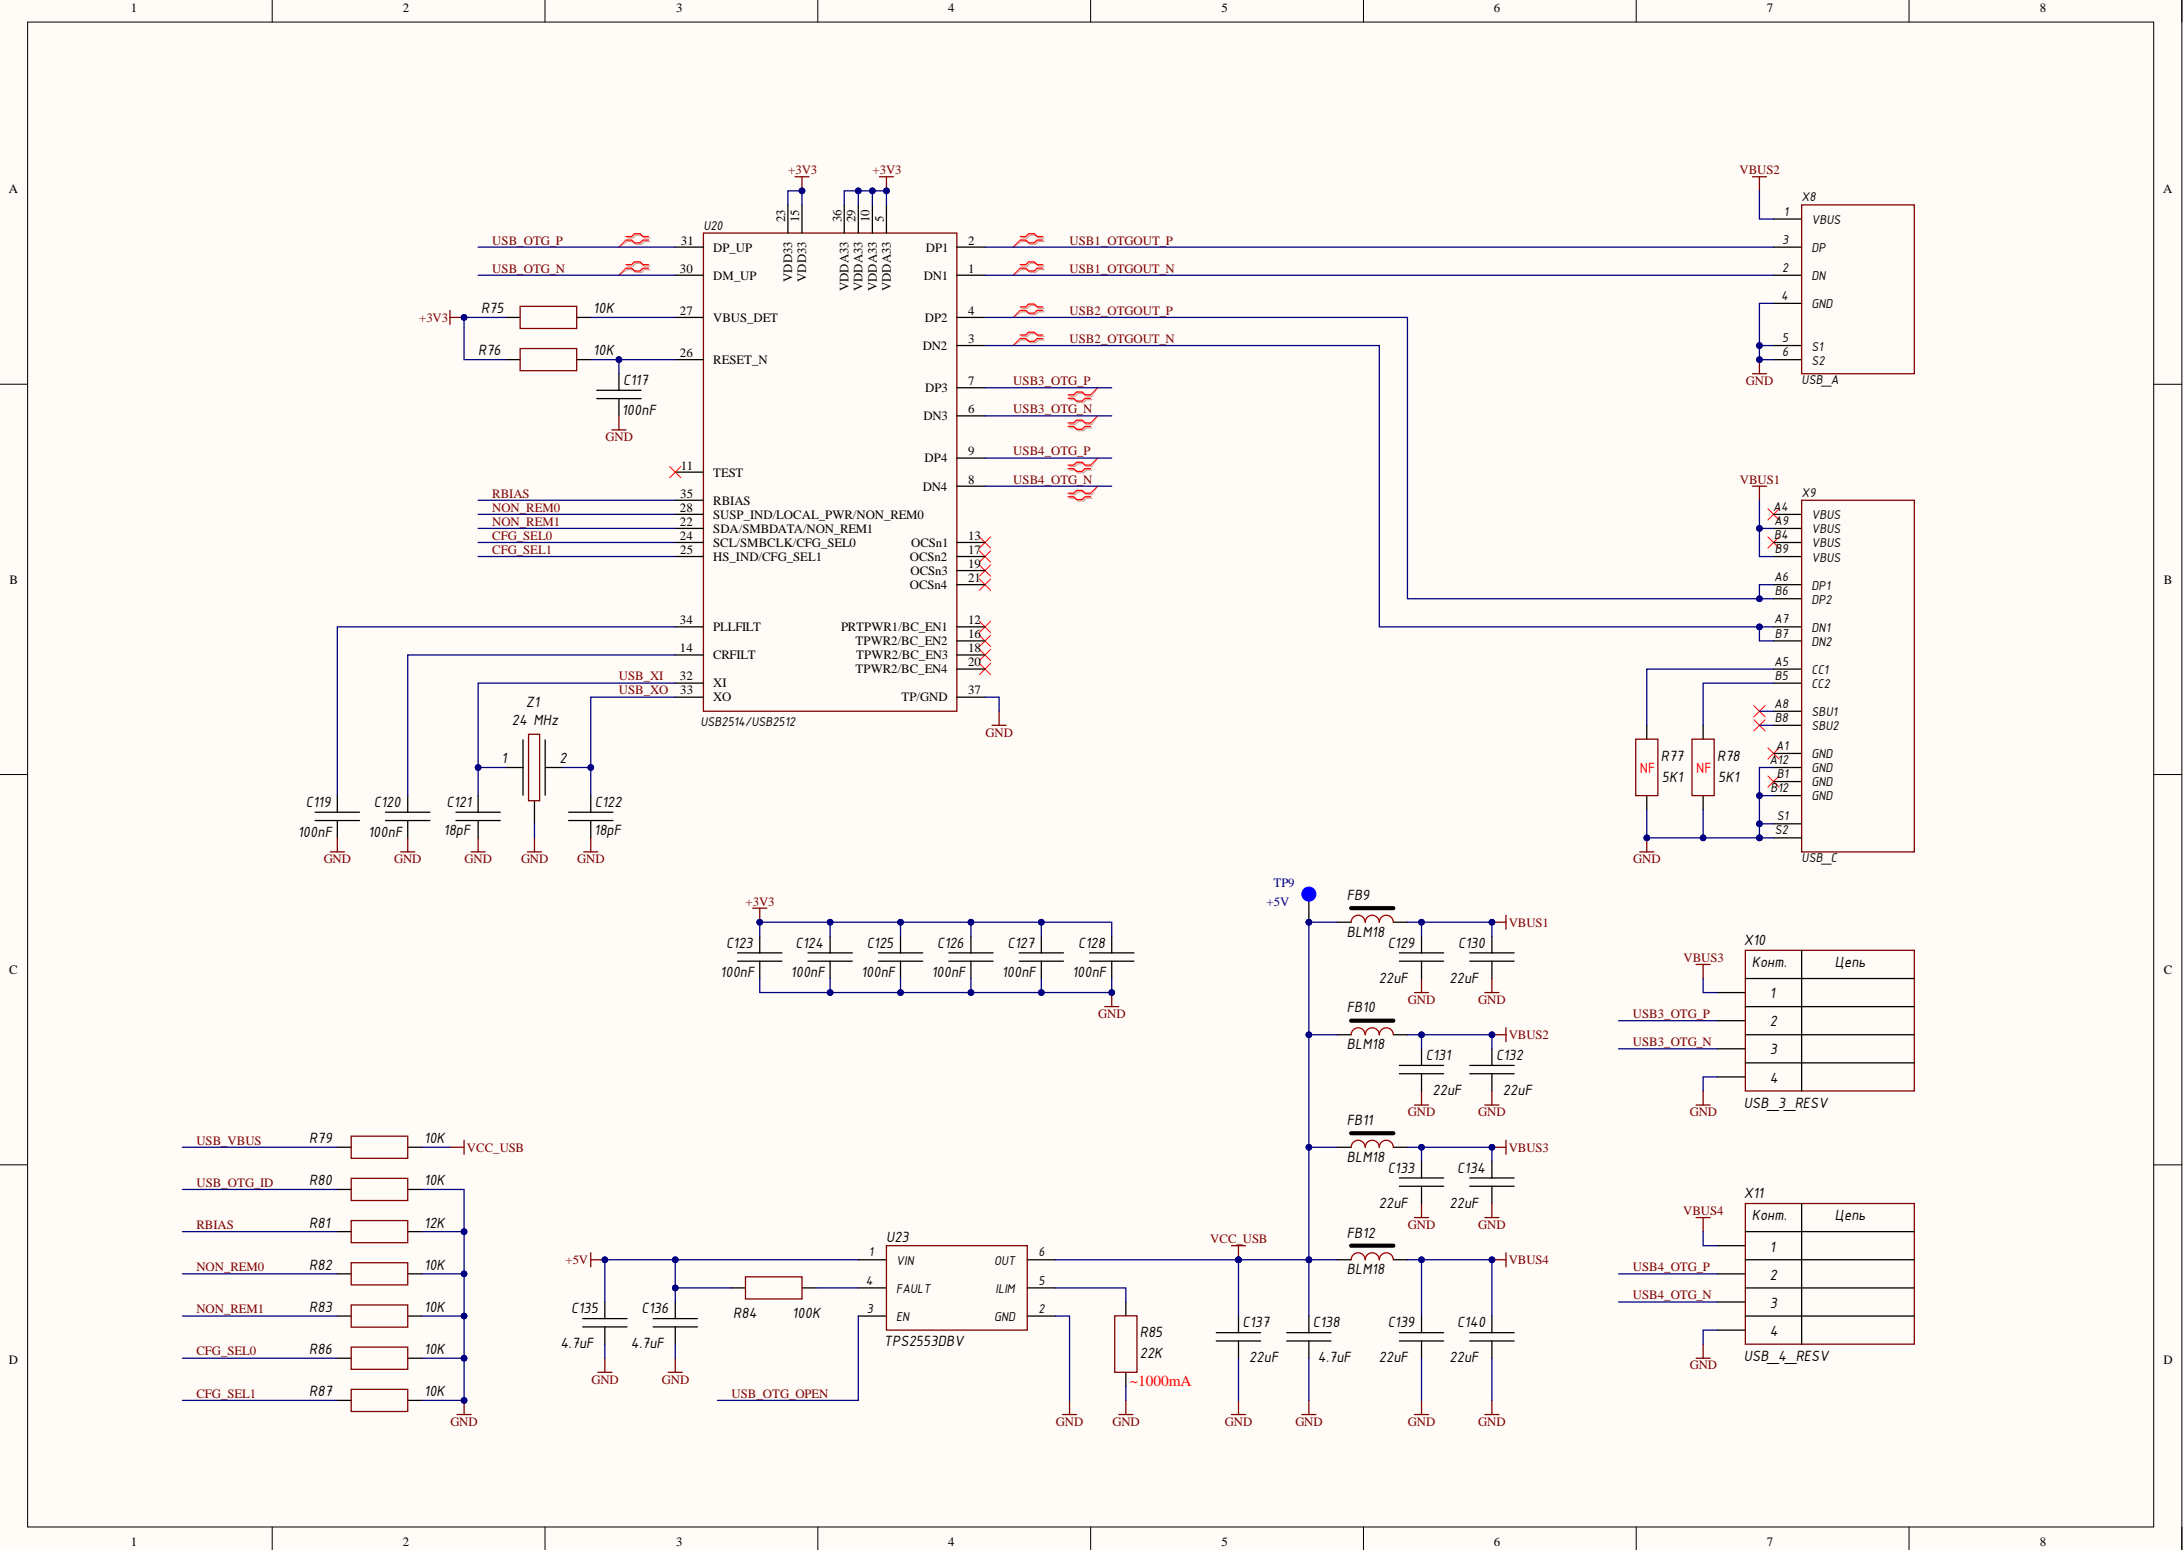 1 2 3 4 5 6 7 8
A A
B B
C C
D D
+3V3 +3V3
23 15 36 29 10 5
U20
VDD33 VDD33 VDDA33 VDDA33 VDDA33 VDDA33
USB_OTG_P 31 DP_UP
USB_OTG_N 30 DM_UP
+3V3 R75 10K 27 VBUS_DET
R76 10K 26 RESET_N
C117
100nF
GND
11 TEST
RBIAS 35 RBIAS
NON_REM0 28 SUSP_IND/LOCAL_PWR/NON_REM0
NON_REM1 22 SDA/SMBDATA/NON_REM1
CFG_SEL0 24 SCL/SMBCLK/CFG_SEL0
CFG_SEL1 25 HS_IND/CFG_SEL1
34 PLLFILT
14 CRFILT
USB_XI 32 XI
USB_XO 33 XO
USB2514/USB2512
DP1 2 USB1_OTGOUT_P
DN1 1 USB1_OTGOUT_N
DP2 4 USB2_OTGOUT_P
DN2 3 USB2_OTGOUT_N
DP3 7 USB3_OTG_P
DN3 6 USB3_OTG_N
DP4 9 USB4_OTG_P
DN4 8 USB4_OTG_N
OCSn1 13
OCSn2 17
OCSn3 19
OCSn4 21
PRTPWR1/BC_EN1 12
TPWR2/BC_EN2 16
TPWR2/BC_EN3 18
TPWR2/BC_EN4 20
TP/GND 37
GND
Z1
24 MHz
1 2
C119 C120 C121 C122
100nF 100nF 18pF 18pF
GND GND GND GND GND
VBUS2
X8
1 VBUS
3 DP
2 DN
4 GND
5 S1
6 S2
GND
USB_A
VBUS1
X9
A4 VBUS
A9 VBUS
B4 VBUS
B9 VBUS
A6 DP1
B6 DP2
A7 DN1
B7 DN2
A5 CC1
B5 CC2
A8 SBU1
B8 SBU2
A1 GND
A12 GND
B1 GND
B12 GND
S1
S2
NF R77 NF R78
5K1 5K1
GND
USB_C
+3V3
C123 C124 C125 C126 C127 C128
100nF 100nF 100nF 100nF 100nF 100nF
GND
TP9
+5V
FB9
BLM18
VBUS1
C129 C130
22uF 22uF
GND GND
FB10
BLM18
VBUS2
C131 C132
22uF 22uF
GND GND
FB11
BLM18
VBUS3
C133 C134
22uF 22uF
GND GND
FB12
BLM18
VBUS4
VCC_USB
C137 C138 C139 C140
22uF 4.7uF 22uF 22uF
GND GND GND GND
VBUS3
X10
Конт. Цепь
1
USB3_OTG_P 2
USB3_OTG_N 3
4
GND
USB_3_RESV
VBUS4
X11
Конт. Цепь
1
USB4_OTG_P 2
USB4_OTG_N 3
4
GND
USB_4_RESV
USB_VBUS R79 10K VCC_USB
USB_OTG_ID R80 10K
RBIAS R81 12K
NON_REM0 R82 10K
NON_REM1 R83 10K
CFG_SEL0 R86 10K
CFG_SEL1 R87 10K
GND
U23
+5V 1 VIN OUT 6
4 FAULT ILIM 5
3 EN GND 2
TPS2553DBV
C135 C136 R84 100K
4.7uF 4.7uF
GND GND
USB_OTG_OPEN
R85
22K
~1000mA
GND GND
1 2 3 4 5 6 7 8